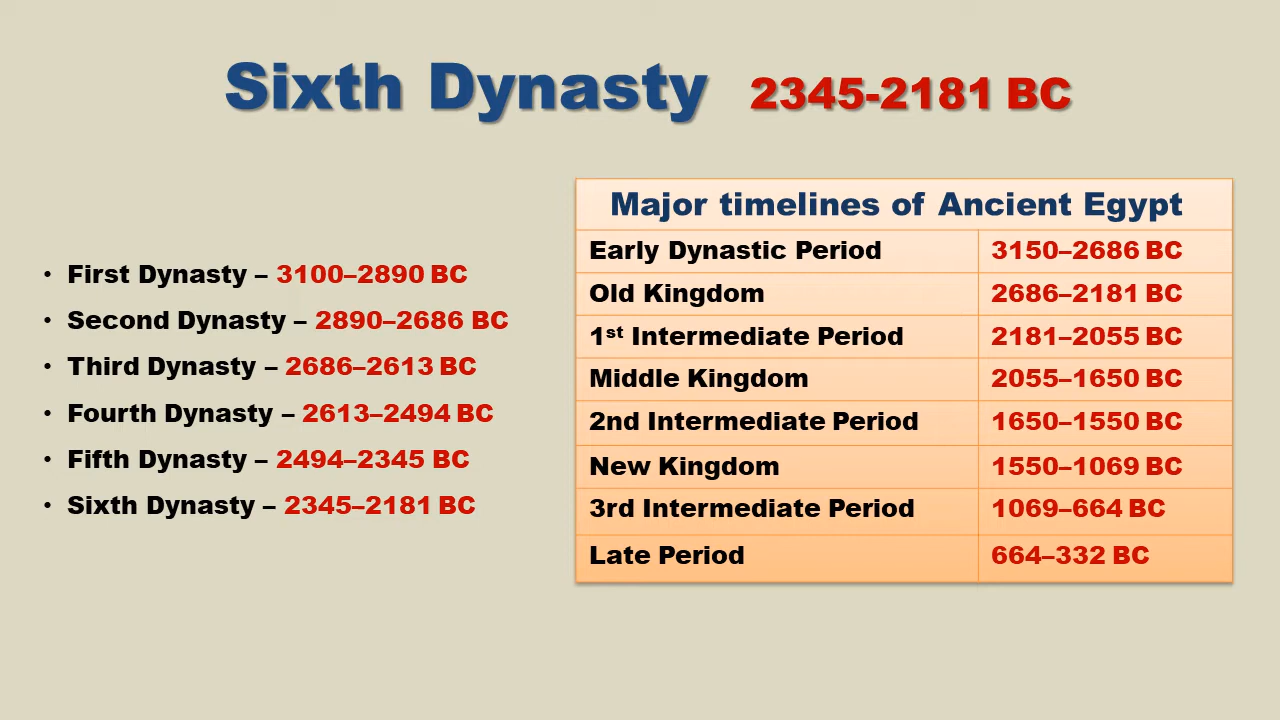 Sixth Dynasty 2345-2181 BC
• First Dynasty – 3100–2890 BC
• Second Dynasty – 2890–2686 BC
• Third Dynasty – 2686–2613 BC
• Fourth Dynasty – 2613–2494 BC
• Fifth Dynasty – 2494–2345 BC
• Sixth Dynasty – 2345–2181 BC
Major timelines of Ancient Egypt
Early Dynastic Period 3150–2686 BC
Old Kingdom 2686–2181 BC
1st Intermediate Period 2181–2055 BC
Middle Kingdom 2055–1650 BC
2nd Intermediate Period 1650–1550 BC
New Kingdom 1550–1069 BC
3rd Intermediate Period 1069–664 BC
Late Period 664–332 BC